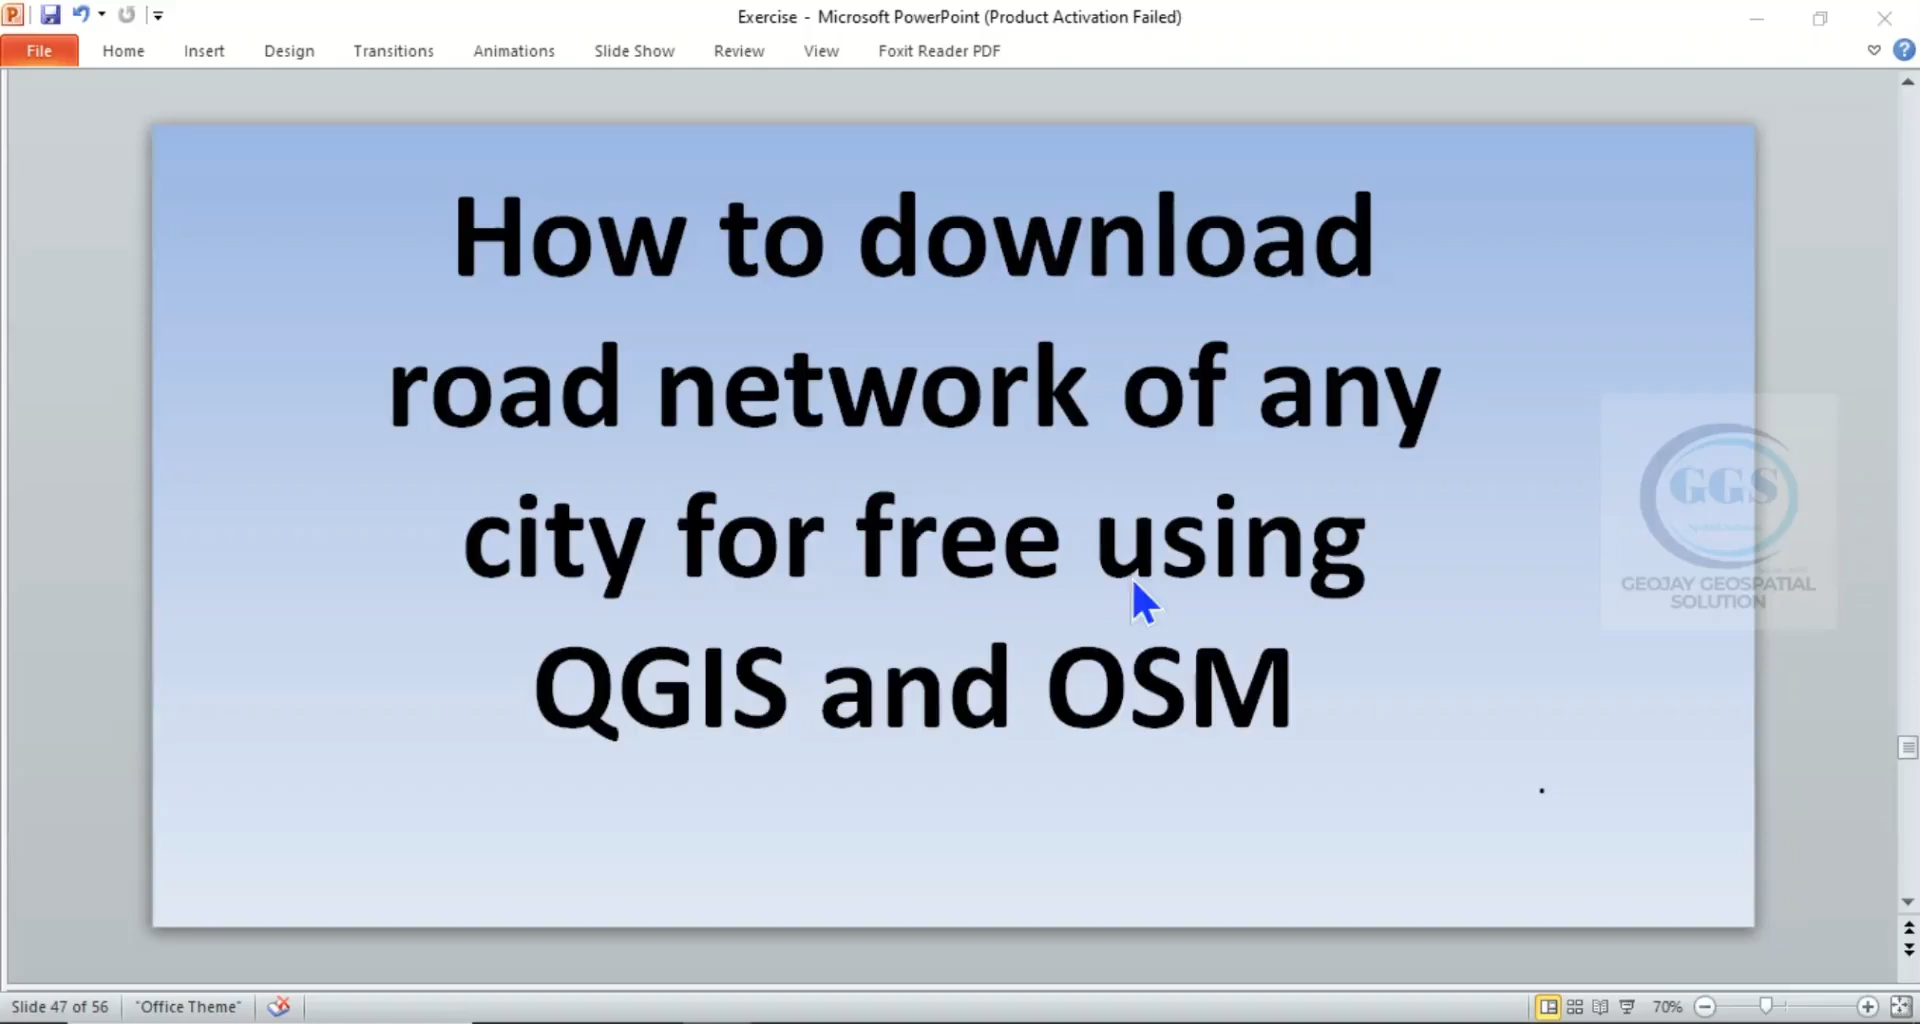 Exercise - Microsoft PowerPoint (Product Activation Failed)
File Home Insert Design Transitions Animations Slide Show Review View Foxit Reader PDF
How to download
road network of any
city for free using
QGIS and OSM
.
GGS
GEOJAY GEOSPATIAL
SOLUTION
Slide 47 of 56 "Office Theme" 70%